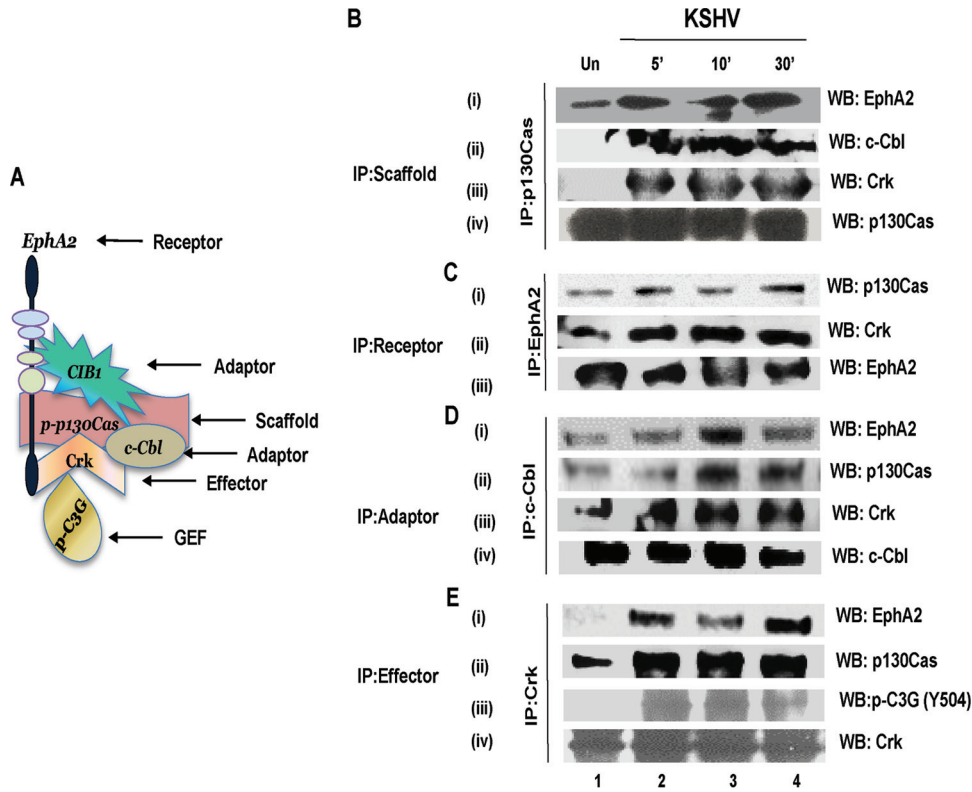 A
EphA2
Receptor
CIB1
Adaptor
p-p130Cas
Scaffold
c-Cbl
Adaptor
Crk
Effector
p-C3G
GEF
B
KSHV
Un 5’ 10’ 30’
IP:Scaffold
IP:p130Cas
(i) WB: EphA2
(ii) WB: c-Cbl
(iii) WB: Crk
(iv) WB: p130Cas
C
IP:Receptor
IP:EphA2
(i) WB: p130Cas
(ii) WB: Crk
(iii) WB: EphA2
D
IP:Adaptor
IP:c-Cbl
(i) WB: EphA2
(ii) WB: p130Cas
(iii) WB: Crk
(iv) WB: c-Cbl
E
IP:Effector
IP:Crk
(i) WB: EphA2
(ii) WB: p130Cas
(iii) WB:p-C3G (Y504)
(iv) WB: Crk
1 2 3 4